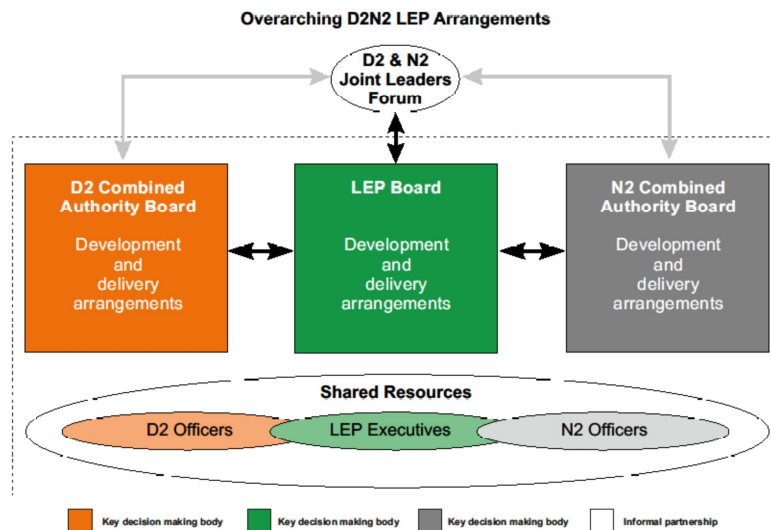 Overarching D2N2 LEP Arrangements
D2 & N2
Joint Leaders
Forum
D2 Combined
Authority Board
Development
and
delivery
arrangements
LEP Board
Development
and
delivery
arrangements
N2 Combined
Authority Board
Development
and
delivery
arrangements
Shared Resources
D2 Officers
LEP Executives
N2 Officers
Key decision making body
Key decision making body
Key decision making body
Informal partnership